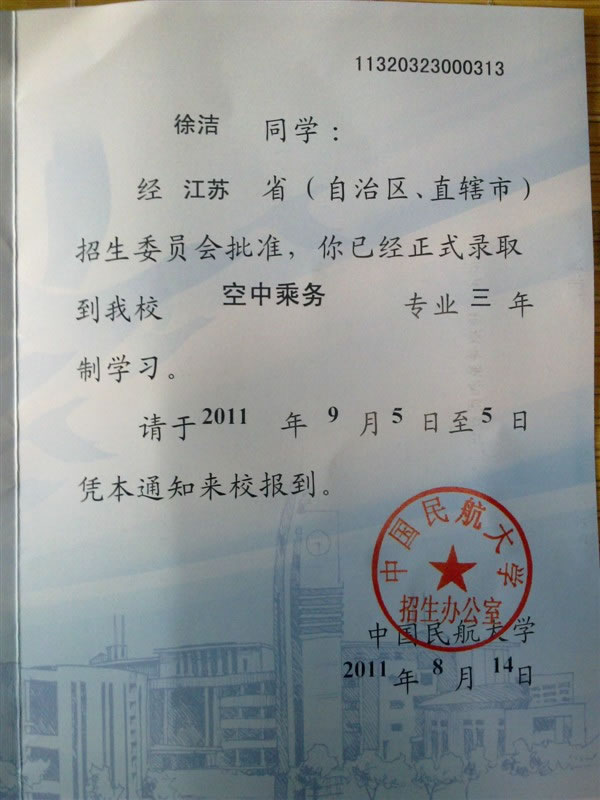 11320323000313
徐洁 同学：
经 江苏 省（自治区、直辖市）
招生委员会批准，你已经正式录取
到我校 空中乘务 专业 三 年
制学习。
请于2011 年 9 月 5 日至 5 日
凭本通知来校报到。
中国民航大学
招生办公室
中国民航大学
2011 年 8 月 14 日